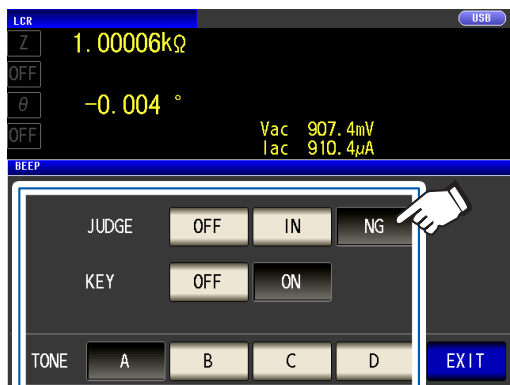 LCR USB
Z 1.00006kΩ
OFF
θ -0.004 °
OFF Vac 907.4mV
Iac 910.4μA
BEEP
JUDGE OFF IN NG
KEY OFF ON
TONE A B C D EXIT